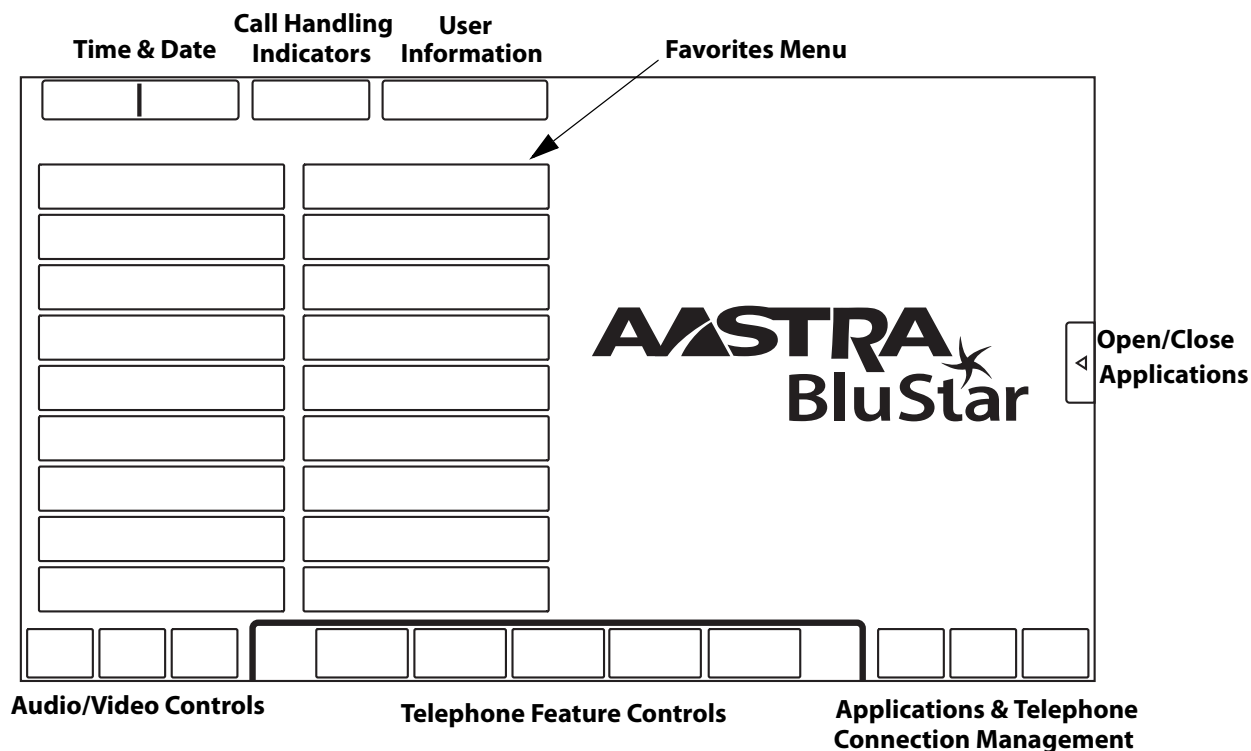 Time & Date
Call Handling
Indicators
User
Information
Favorites Menu
AASTRA
BluStar
Open/Close
Applications
Audio/Video Controls
Telephone Feature Controls
Applications & Telephone
Connection Management